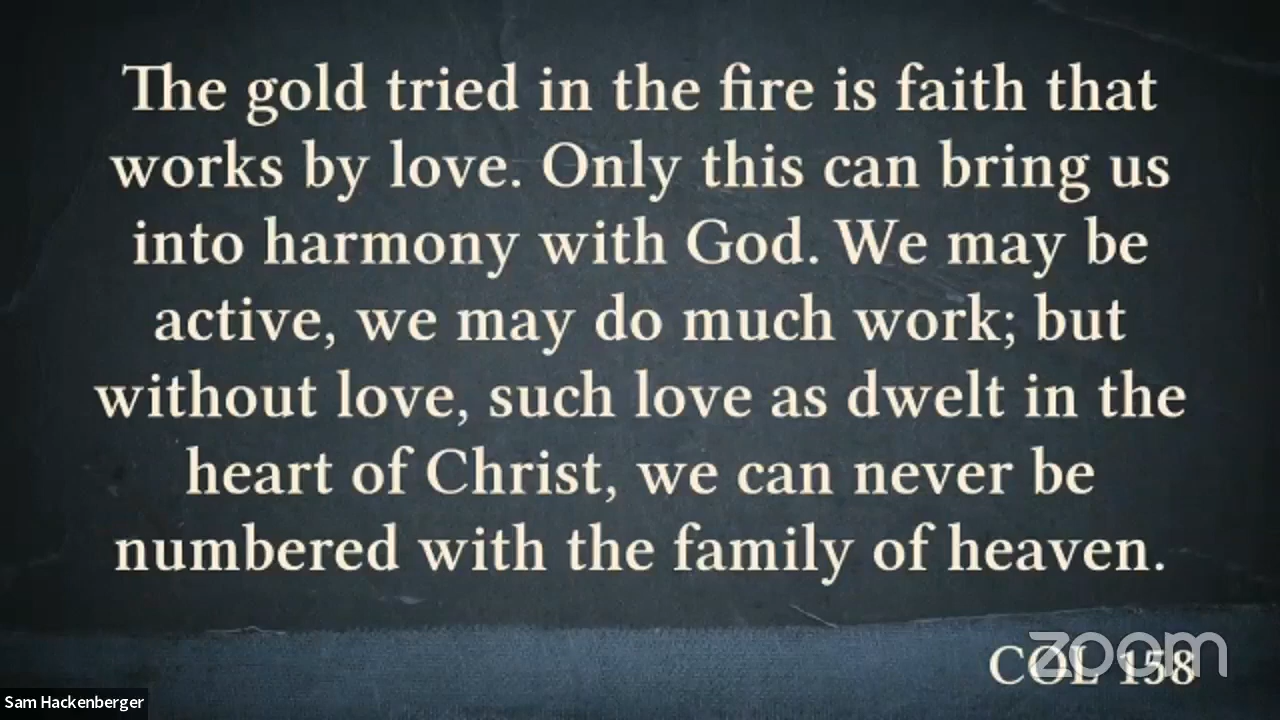 The gold tried in the fire is faith that
works by love. Only this can bring us
into harmony with God. We may be
active, we may do much work; but
without love, such love as dwelt in the
heart of Christ, we can never be
numbered with the family of heaven.
COL 158
zoom
Sam Hackenberger